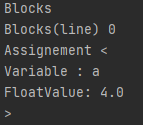 Blocks
Blocks(line) 0
Assignement <
Variable : a
FloatValue: 4.0
>